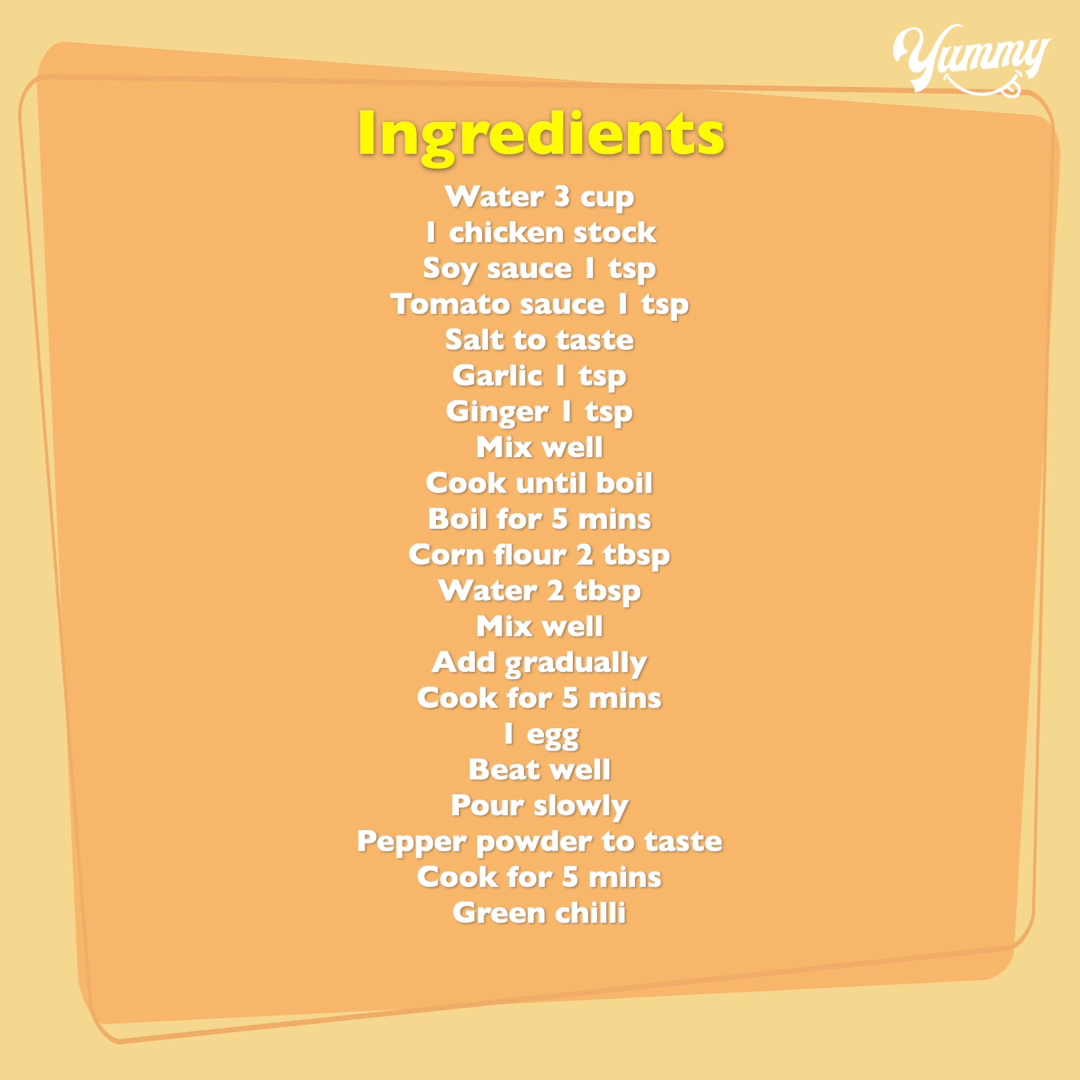 Yummy
Ingredients
Water 3 cup
1 chicken stock
Soy sauce 1 tsp
Tomato sauce 1 tsp
Salt to taste
Garlic 1 tsp
Ginger 1 tsp
Mix well
Cook until boil
Boil for 5 mins
Corn flour 2 tbsp
Water 2 tbsp
Mix well
Add gradually
Cook for 5 mins
1 egg
Beat well
Pour slowly
Pepper powder to taste
Cook for 5 mins
Green chilli